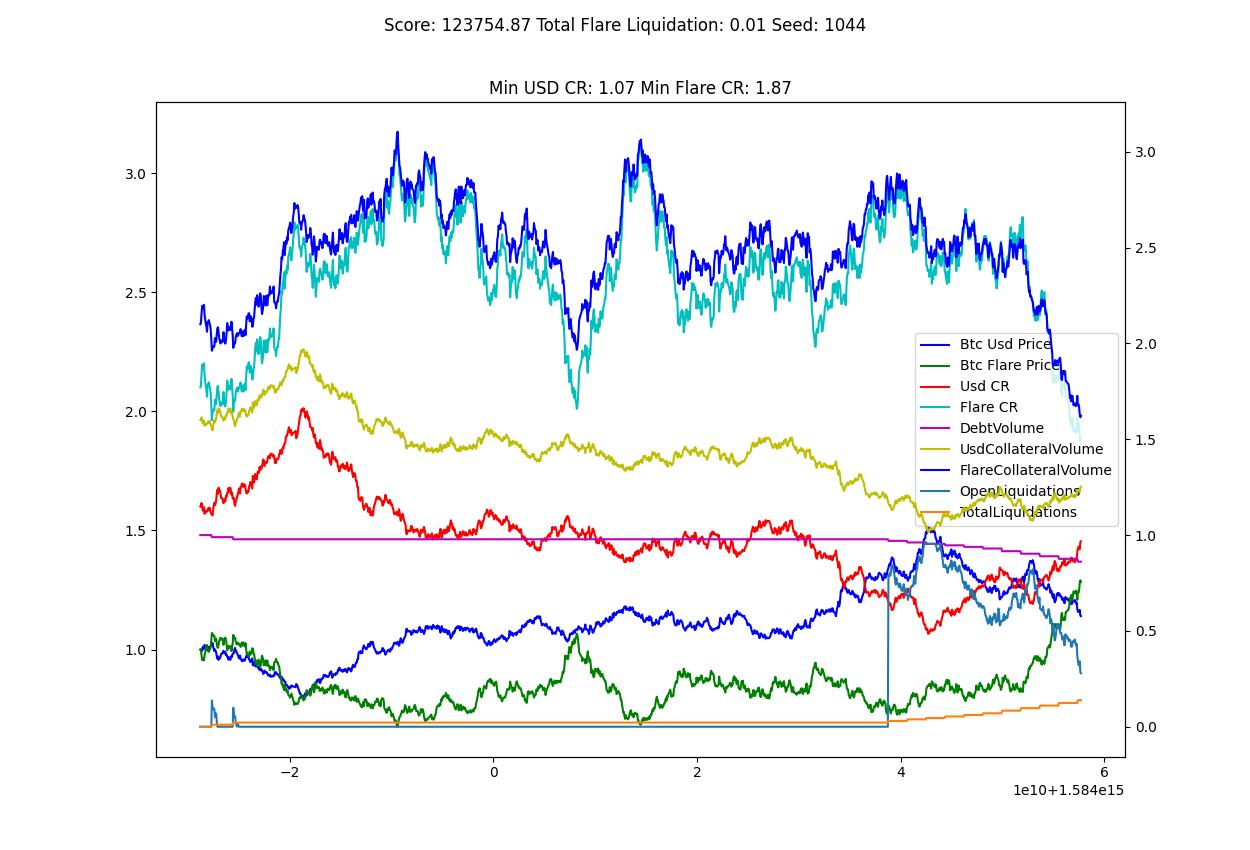 Score: 123754.87 Total Flare Liquidation: 0.01 Seed: 1044
Min USD CR: 1.07 Min Flare CR: 1.87
3.0
2.5
2.0
1.5
1.0
3.0
2.5
2.0
1.5
1.0
0.5
0.0
Btc Usd Price
Btc Flare Price
Usd CR
Flare CR
DebtVolume
UsdCollateralVolume
FlareCollateralVolume
OpenLiquidations
TotalLiquidations
−2 0 2 4 6
1e10+1.584e15